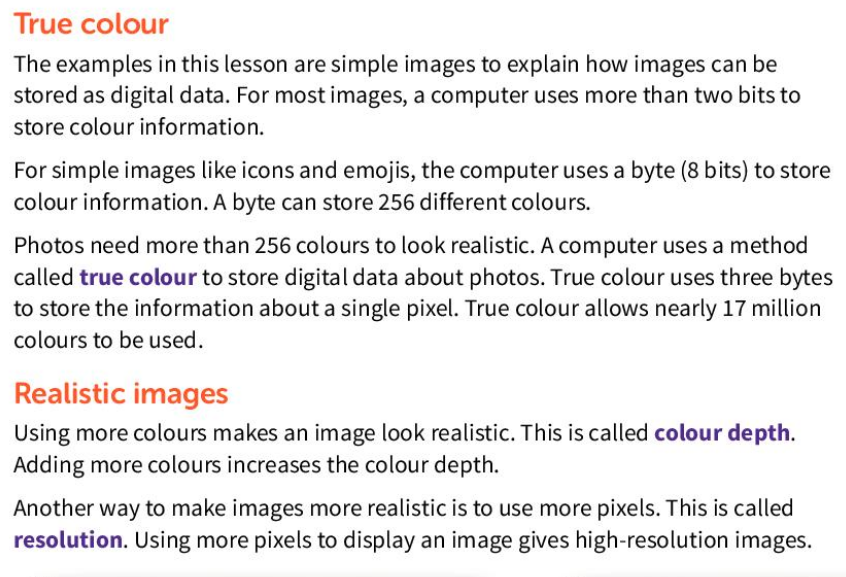 True colour
The examples in this lesson are simple images to explain how images can be
stored as digital data. For most images, a computer uses more than two bits to
store colour information.
For simple images like icons and emojis, the computer uses a byte (8 bits) to store
colour information. A byte can store 256 different colours.
Photos need more than 256 colours to look realistic. A computer uses a method
called true colour to store digital data about photos. True colour uses three bytes
to store the information about a single pixel. True colour allows nearly 17 million
colours to be used.
Realistic images
Using more colours makes an image look realistic. This is called colour depth.
Adding more colours increases the colour depth.
Another way to make images more realistic is to use more pixels. This is called
resolution. Using more pixels to display an image gives high-resolution images.